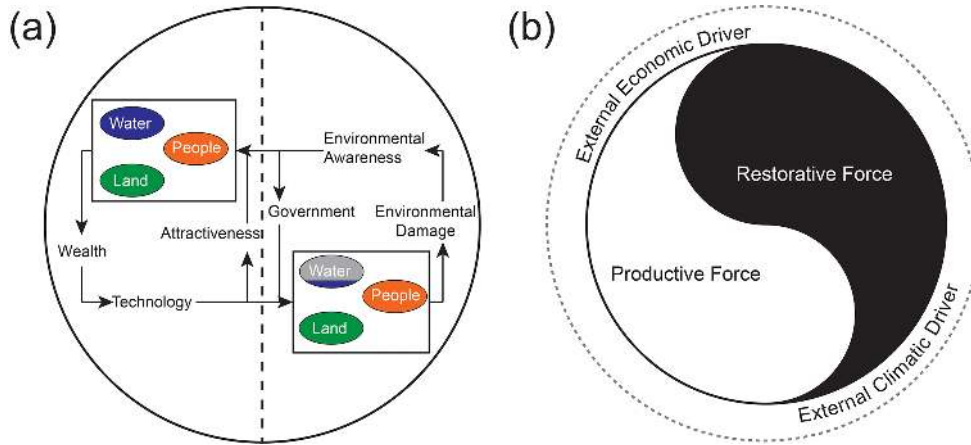 (a)
Water
People
Land
Environmental
Awareness
Government
Attractiveness
Environmental
Damage
Wealth
Technology
Water
People
Land
(b)
External Economic Driver
Restorative Force
Productive Force
External Climatic Driver